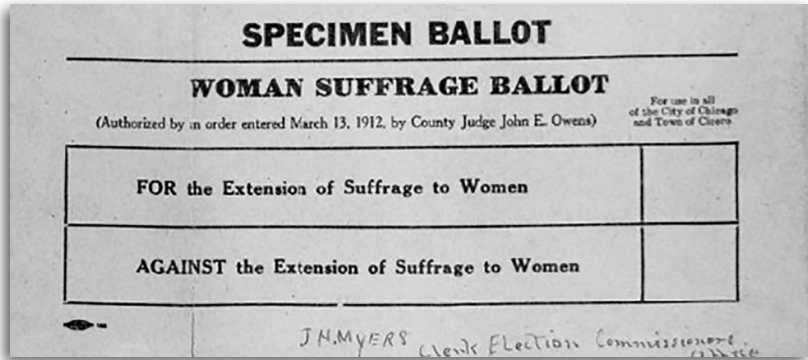 SPECIMEN BALLOT
WOMAN SUFFRAGE BALLOT
(Authorized by an order entered March 13, 1912, by County Judge John E. Owens)
For use in all
of the City of Chicago
and Town of Cicero
FOR the Extension of Suffrage to Women
AGAINST the Extension of Suffrage to Women
J H. MYERS Clerk Election Commissioners